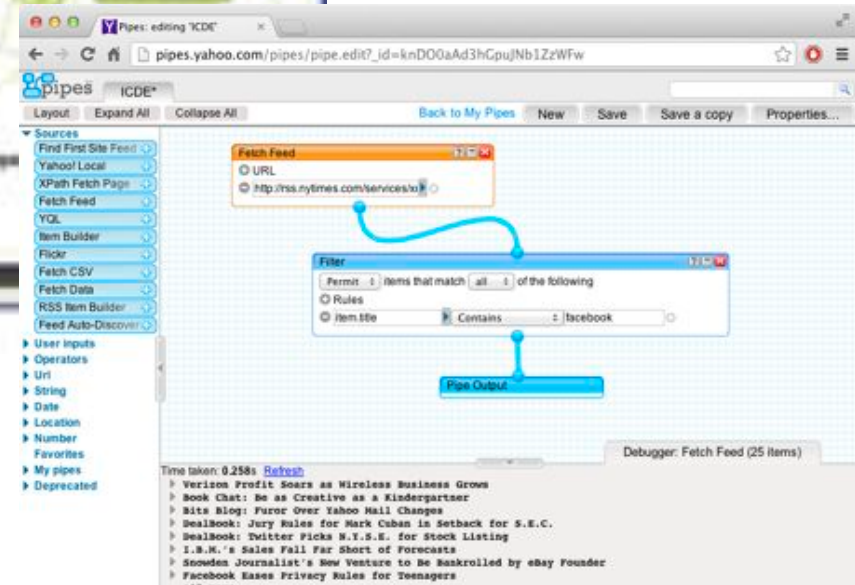 Pipes: editing 'ICDE'
pipes.yahoo.com/pipes/pipe.edit?_id=knDO0aAd3hGpuJNb1ZzWFw
pipes ICDE*
Layout Expand All Collapse All Back to My Pipes New Save Save a copy Properties...
Sources
Find First Site Feed
Yahoo! Local
XPath Fetch Page
Fetch Feed
YQL
Item Builder
Flickr
Fetch CSV
Fetch Data
RSS Item Builder
Feed Auto-Discover
User inputs
Operators
Url
String
Date
Location
Number
Favorites
My pipes
Deprecated
Fetch Feed
URL
http://rss.nytimes.com/services/x
Filter
Permit items that match all of the following
Rules
item.title Contains facebook
Pipe Output
Debugger: Fetch Feed (25 items)
Time taken: 0.258s Refresh
Verizon Profit Soars as Wireless Business Grows
Book Chat: Be as Creative as a Kindergartner
Bits Blog: Furor Over Yahoo Mail Changes
DealBook: Jury Rules for Mark Cuban in Setback for S.E.C.
DealBook: Twitter Picks N.Y.S.E. for Stock Listing
I.B.M.'s Sales Fall Far Short of Forecasts
Snowden Journalist's New Venture to Be Bankrolled by eBay Founder
Facebook Eases Privacy Rules for Teenagers